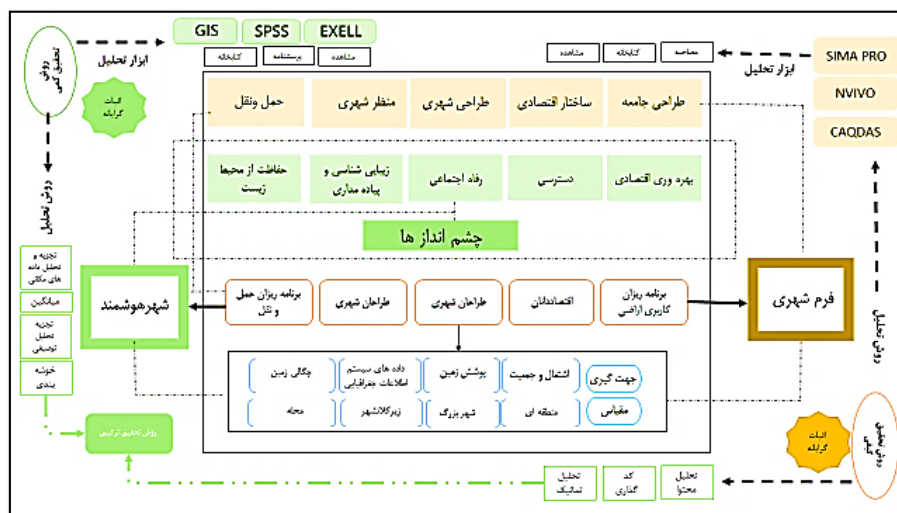 GIS
SPSS
EXELL
کتابخانه
پرسشنامه
مشاهده
مشاهده
کتابخانه
مصاحبه
ابزار تحلیل
ابزار تحلیل
روش
تحقیق کمی
اثبات
گرایانه
روش تحلیل
SIMA PRO
NVIVO
CAQDAS
حمل ونقل
منظر شهری
طراحی شهری
ساختار اقتصادی
طراحی جامعه
حفاظت از محیط
زیست
زیبایی شناسی و
پیاده مداری
رفاه اجتماعی
دسترسی
بهره وری اقتصادی
چشم انداز ها
شهرهوشمند
فرم شهری
برنامه ریزان حمل
و نقل
طراحان شهری
طراحان شهری
اقتصاددانان
برنامه ریزان
کاربری اراضی
چگالی زمین
داده های سیستم
اطلاعات جغرافیایی
پوشش زمین
اشتغال و جمعیت
جهت گیری
محله
زیرکلانشهر
شهر بزرگ
منطقه ای
مقیاس
تجزیه و
تحلیل داده
های مکانی
میانگین
تجزیه
تحلیل
توصیفی
خوشه
بندی
روش تحقیق ترکیبی
روش تحلیل
اثبات
گرایانه
روش تحقیق
کیفی
تحلیل
تماتیک
کد
گذاری
تحلیل
محتوا